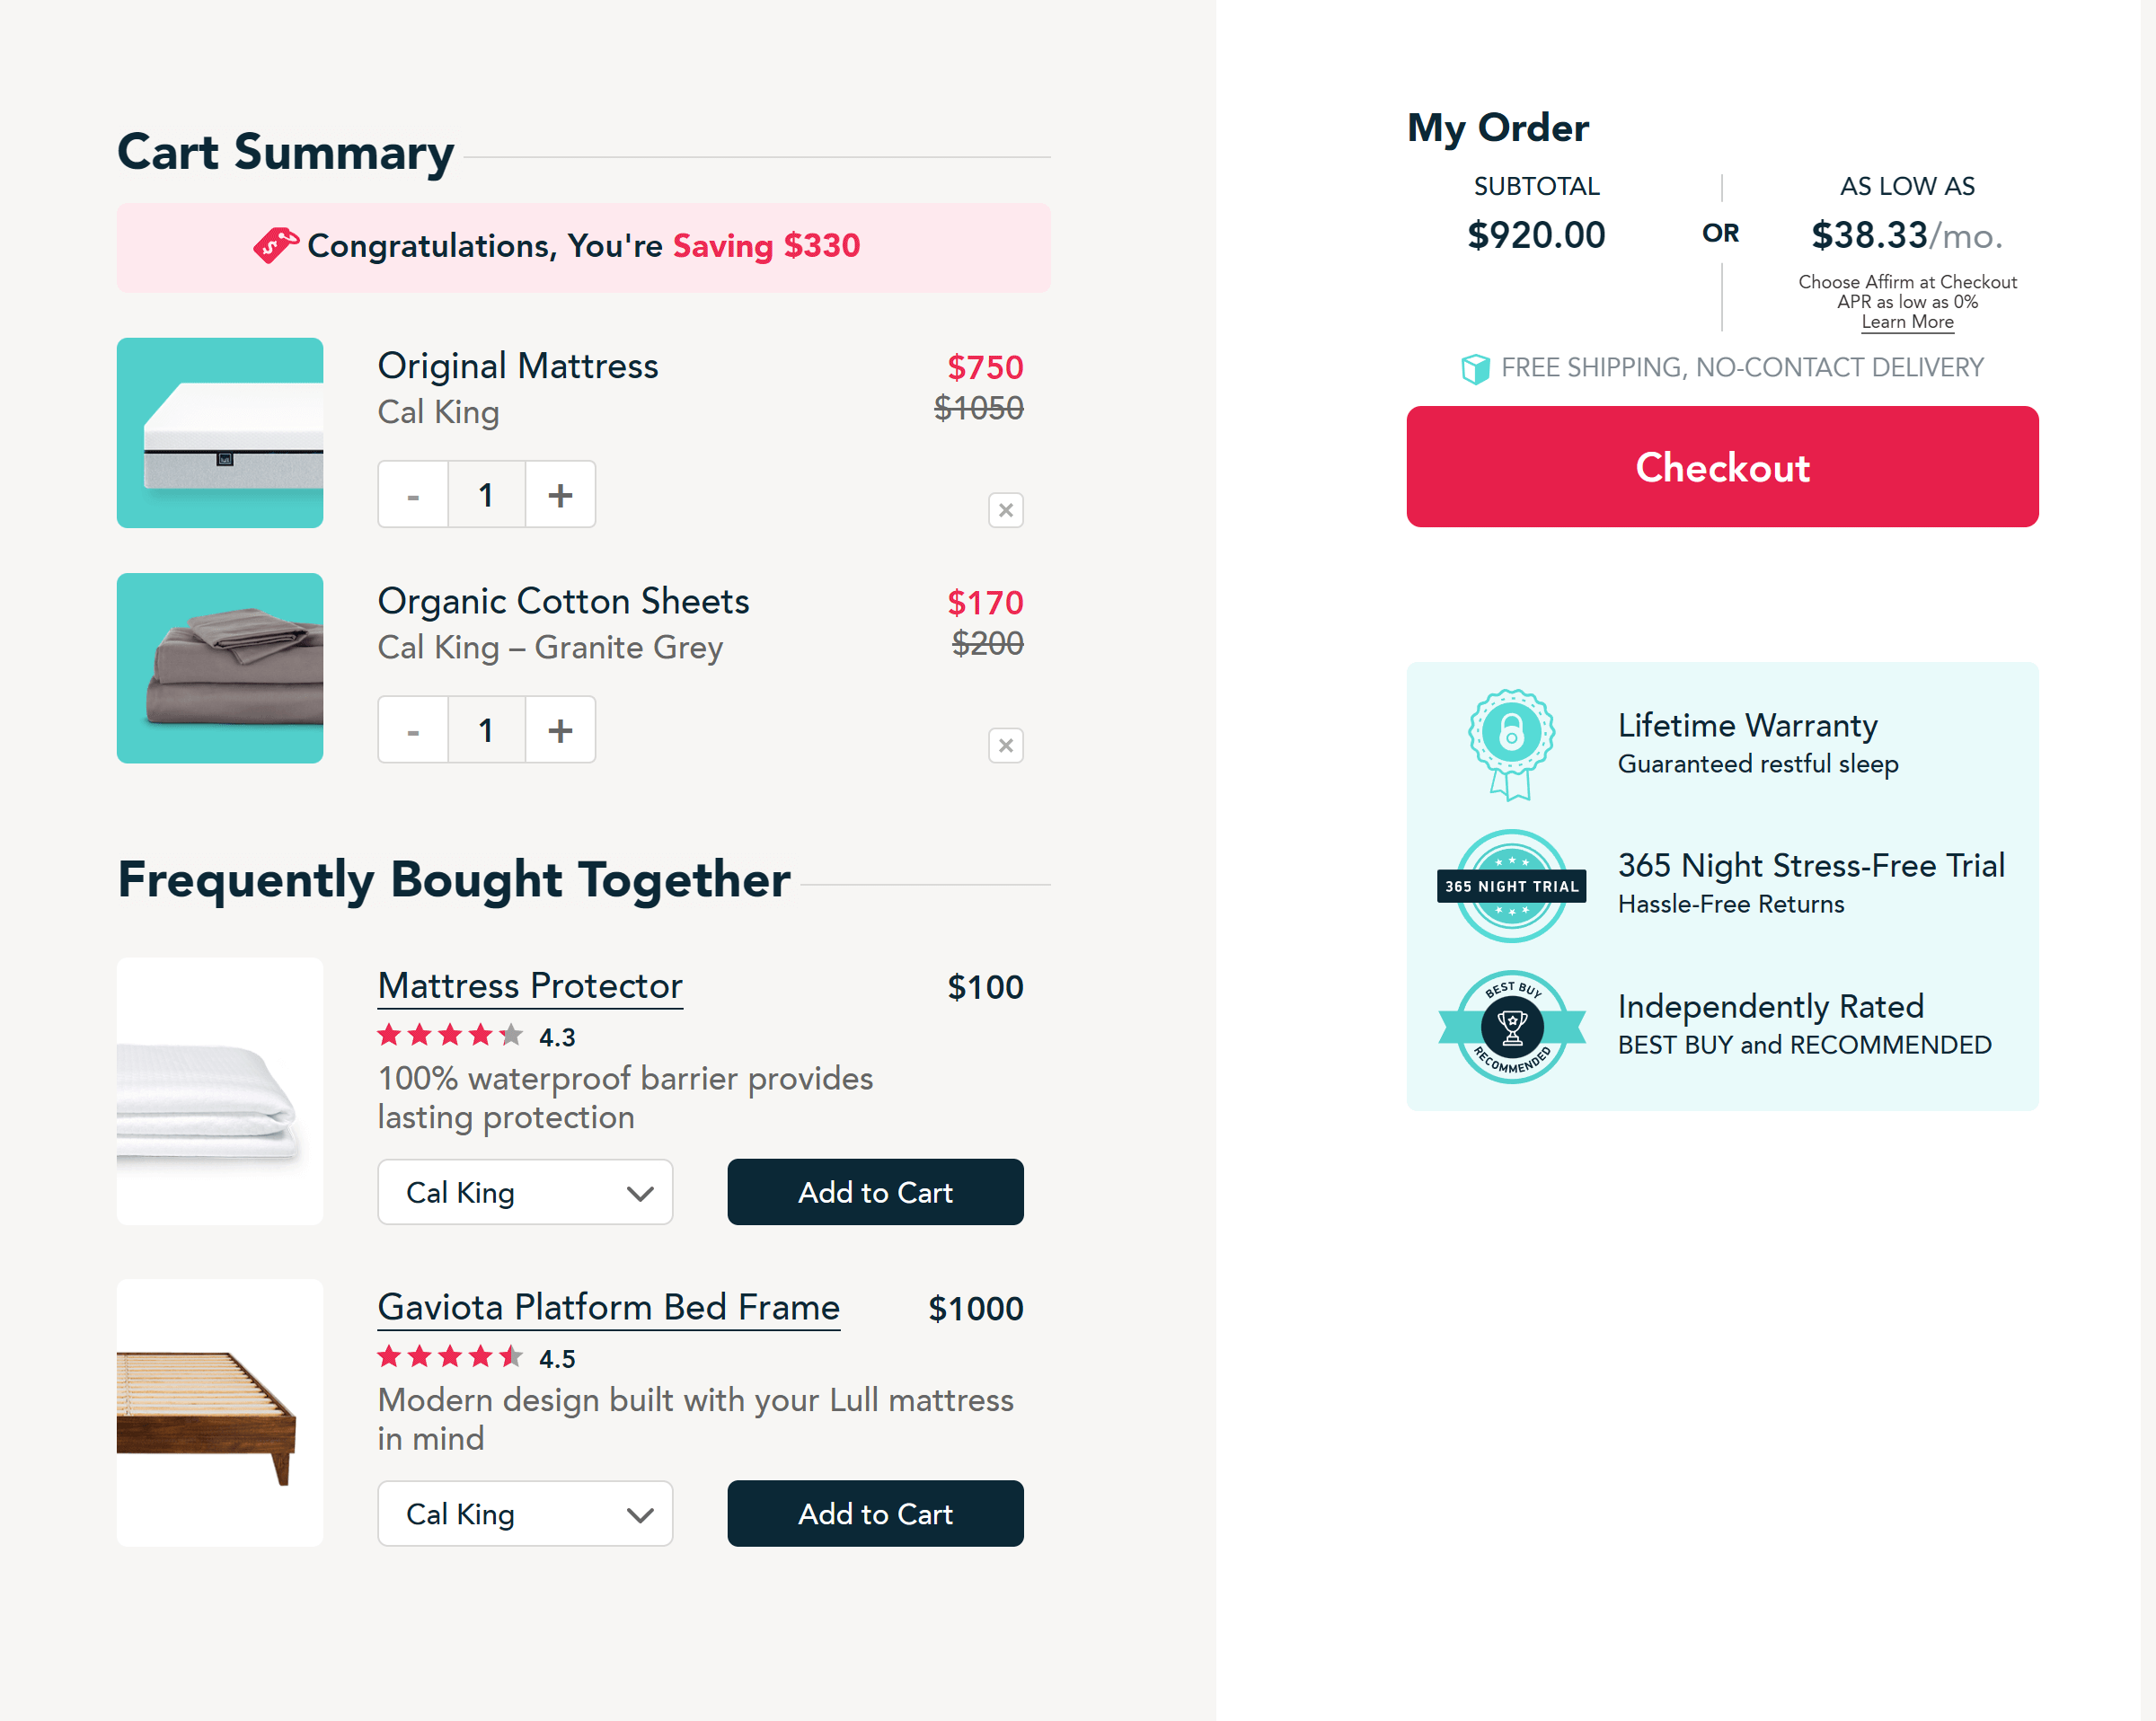 Cart Summary
Congratulations, You're Saving $330
Original Mattress
$750
Cal King
$1050
- 1 +
×
Organic Cotton Sheets
$170
Cal King – Granite Grey
$200
- 1 +
×
Frequently Bought Together
Mattress Protector
$100
4.3
100% waterproof barrier provides
lasting protection
Cal King
Add to Cart
Gaviota Platform Bed Frame
$1000
4.5
Modern design built with your Lull mattress
in mind
Cal King
Add to Cart
My Order
SUBTOTAL
$920.00
OR
AS LOW AS
$38.33/mo.
Choose Affirm at Checkout
APR as low as 0%
Learn More
FREE SHIPPING, NO-CONTACT DELIVERY
Checkout
Lifetime Warranty
Guaranteed restful sleep
365 NIGHT TRIAL
365 Night Stress-Free Trial
Hassle-Free Returns
BEST BUY
RECOMMENDED
Independently Rated
BEST BUY and RECOMMENDED